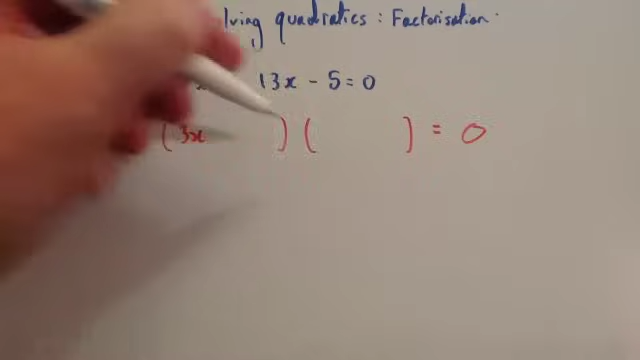 lving quadratics : Factorisation.
13x - 5 = 0
( 3x ) ( ) = 0